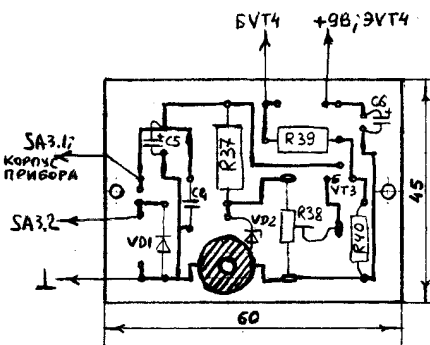 БVT4
+9В; ЭVT4
C6
C5
R37
R39
SA3.1;
КОРПУС
ПРИБОРА
Б
VT3
C4
45
SA3.2
R38
VD1
VD2
R40
⊥
60